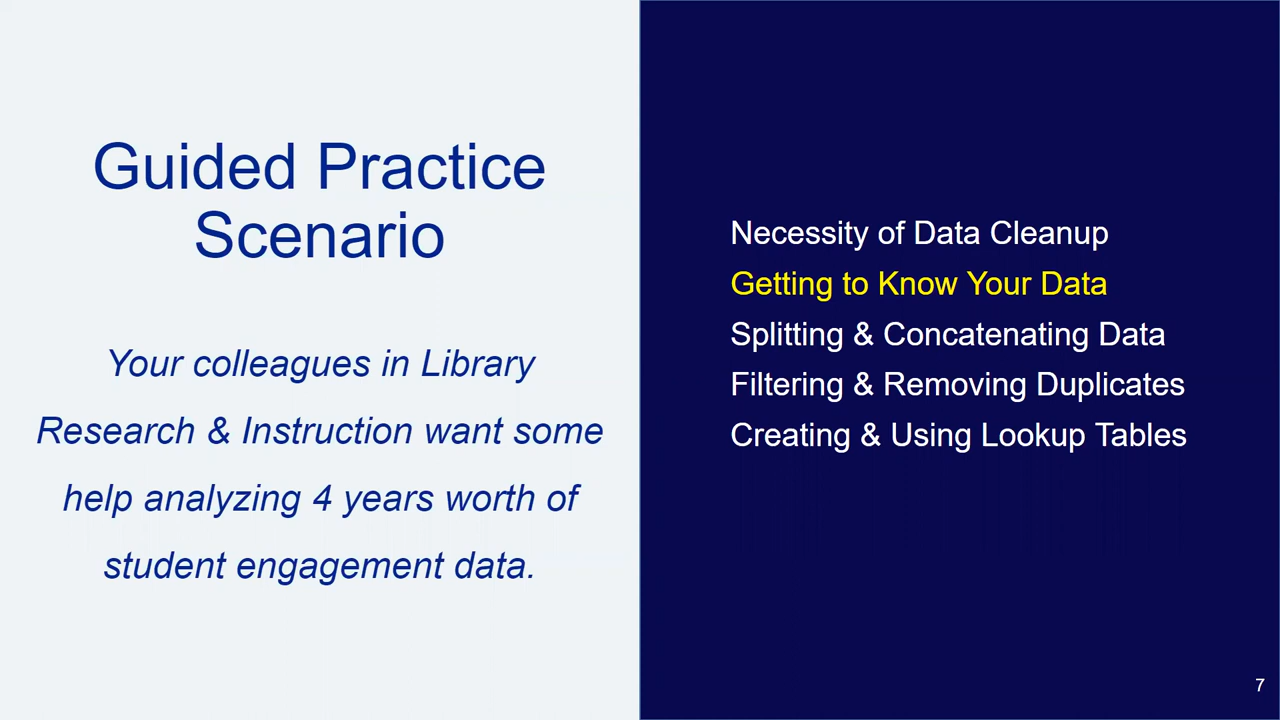 Guided Practice
Scenario
Your colleagues in Library
Research & Instruction want some
help analyzing 4 years worth of
student engagement data.
Necessity of Data Cleanup
Getting to Know Your Data
Splitting & Concatenating Data
Filtering & Removing Duplicates
Creating & Using Lookup Tables
7